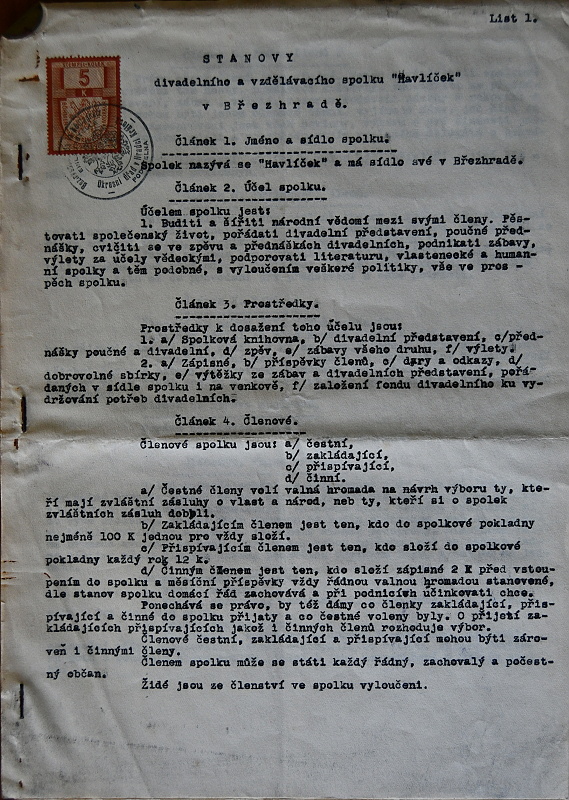 List 1.
STANOVY
divadelního a vzdělávacího spolku "Havlíček"
v Březhradě.
5
K
Článek 1. Jméno a sídlo spolku.
Spolek nazývá se "Havlíček" a má sídlo své v Březhradě.
Článek 2. Účel spolku.
Účelem spolku jest:
1. Buditi a šířiti národní vědomí mezi svými členy. Pěs-
tovati společenský život, pořádati divadelní představení, poučné před-
nášky, cvičiti se ve zpěvu a přednáškách divadelních, podnikati zábavy,
výlety za účely vědeckými, podporovati literaturu, vlastenecké a human-
ní spolky a těm podobné, s vyloučením veškeré politiky, vše ve pros -
pěch spolku.
Článek 3. Prostředky.
Prostředky k dosažení toho účelu jsou:
1. a/ Spolková knihovna, b/ divadelní představení, c/před-
nášky poučné a divadelní, d/ zpěv, e/ zábavy všeho druhu, f/ výlety.
2. a/ Zápisné, b/ příspěvky členů, c/ dary a odkazy, d/
dobrovolné sbírky, e/ výtěžky ze zábav a divadelních představení, pořá-
daných v sídle spolku i na venkově, f/ založení fondu divadelního ku vy-
držování potřeb divadelních.
Článek 4. Členové.
Členové spolku jsou: a/ čestní,
b/ zakládající,
c/ přispívající,
d/ činní.
a/ Čestné členy volí valná hromada na návrh výboru ty, kte-
ří mají zvláštní zásluhy o vlast a národ, neb ty, kteří si o spolek
zvláštních zásluh dobyli.
b/ Zakládajícím členem jest ten, kdo do spolkové pokladny
nejméně 100 K jednou pro vždy složí.
c/ Přispívajícím členem jest ten, kdo složí do spolkové
pokladny každý rok 12 k.
d/ Činným členem jest ten, kdo složí zápisné 2 K před vstou-
pením do spolku a měsíční příspěvky vždy řádnou valnou hromadou stanovené,
dle stanov spolku domácí řád zachovává a při podnicích účinkovati chce.
Ponechává se právo, by též dámy co členky zakládající, přis-
pívající a činné do spolku přijaty a co čestné voleny byly. O přijetí za-
kládajících přispívajících jakož i činných členů rozhoduje výbor.
Členové čestní, zakládající a přispívající mohou býti záro-
veň i činnými členy.
Členem spolku může se státi každý řádný, zachovalý a počest-
ný občan.
Židé jsou ze členství ve spolku vyloučeni.